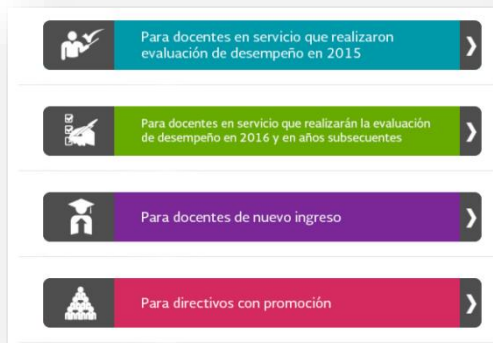 Para docentes en servicio que realizaron
evaluación de desempeño en 2015
Para docentes en servicio que realizarán la evaluación
de desempeño en 2016 y en años subsecuentes
Para docentes de nuevo ingreso
Para directivos con promoción